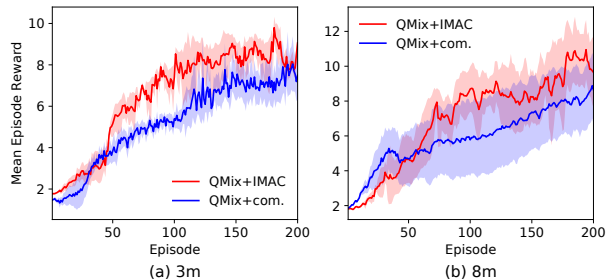 Mean Episode Reward
10
8
6
4
2
QMix+IMAC
QMix+com.
50
100
150
200
Episode
(a) 3m
12
10
8
6
4
2
QMix+IMAC
QMix+com.
50
100
150
200
Episode
(b) 8m